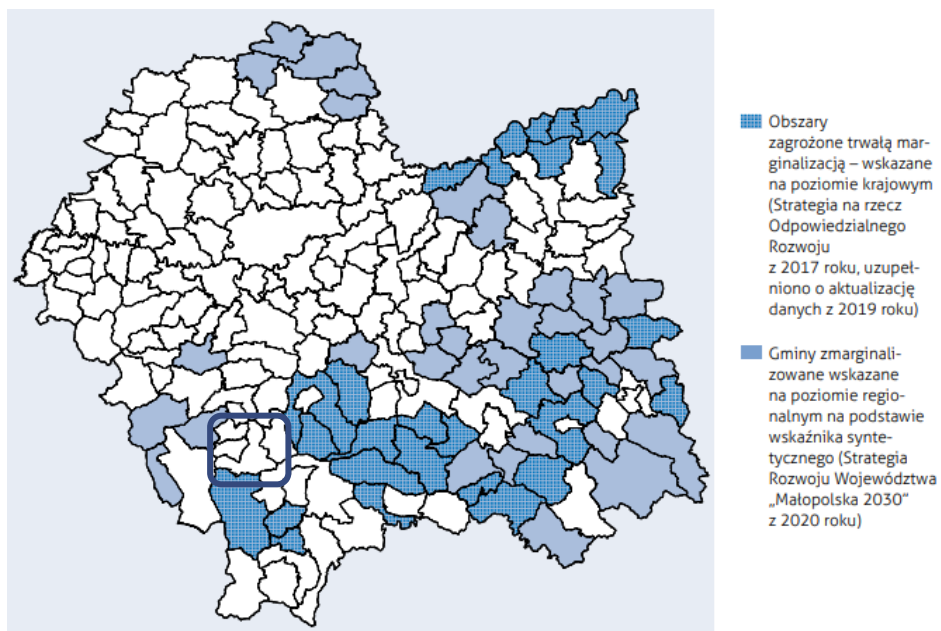 Obszary
zagrożone trwałą mar-
ginalizacją – wskazane
na poziomie krajowym
(Strategia na rzecz
Odpowiedzialnego
Rozwoju
z 2017 roku, uzupeł-
niono o aktualizację
danych z 2019 roku)
Gminy zmarginali-
zowane wskazane
na poziomie regio-
nalnym na podstawie
wskaźnika synte-
tycznego (Strategia
Rozwoju Województwa
„Małopolska 2030”
z 2020 roku)